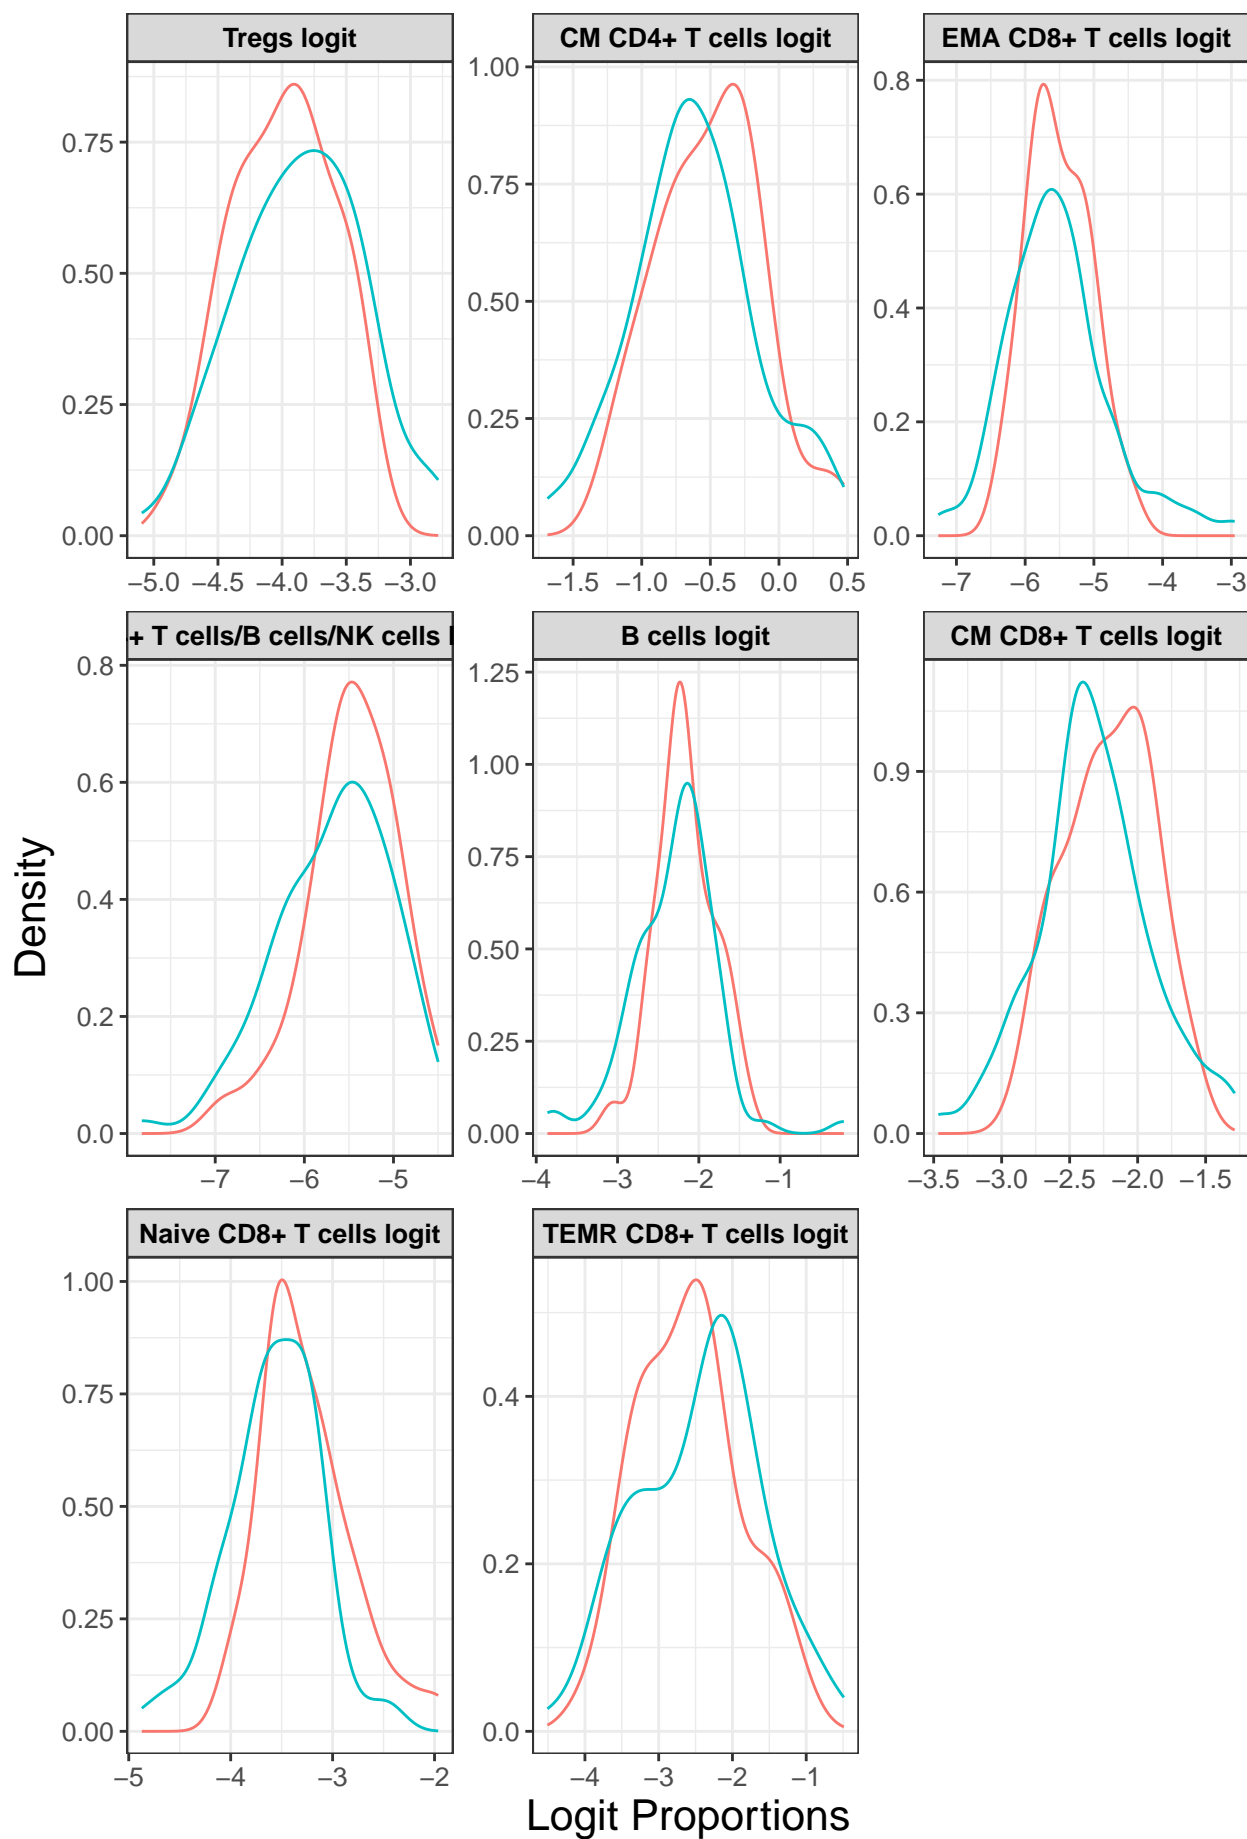 Tregs logit
CM CD4+ T cells logit
EMA CD8+ T cells logit
1.00
0.8
0.75
0.75
0.6
0.50
0.50
0.4
0.25
0.25
0.2
0.00
0.00
0.0
−5.0 −4.5 −4.0 −3.5 −3.0
−1.5 −1.0 −0.5 0.0 0.5
−7 −6 −5 −4 −3
+ T cells/B cells/NK cells
B cells logit
CM CD8+ T cells logit
0.8
1.25
1.00
0.9
0.6
0.75
0.6
0.4
0.50
0.3
0.2
0.25
0.0
0.00
0.0
−7 −6 −5
−4 −3 −2 −1
−3.5 −3.0 −2.5 −2.0 −1.5
Density
Naive CD8+ T cells logit
TEMR CD8+ T cells logit
1.00
0.75
0.4
0.50
0.2
0.25
0.00
0.0
−5 −4 −3 −2
−4 −3 −2 −1
Logit Proportions